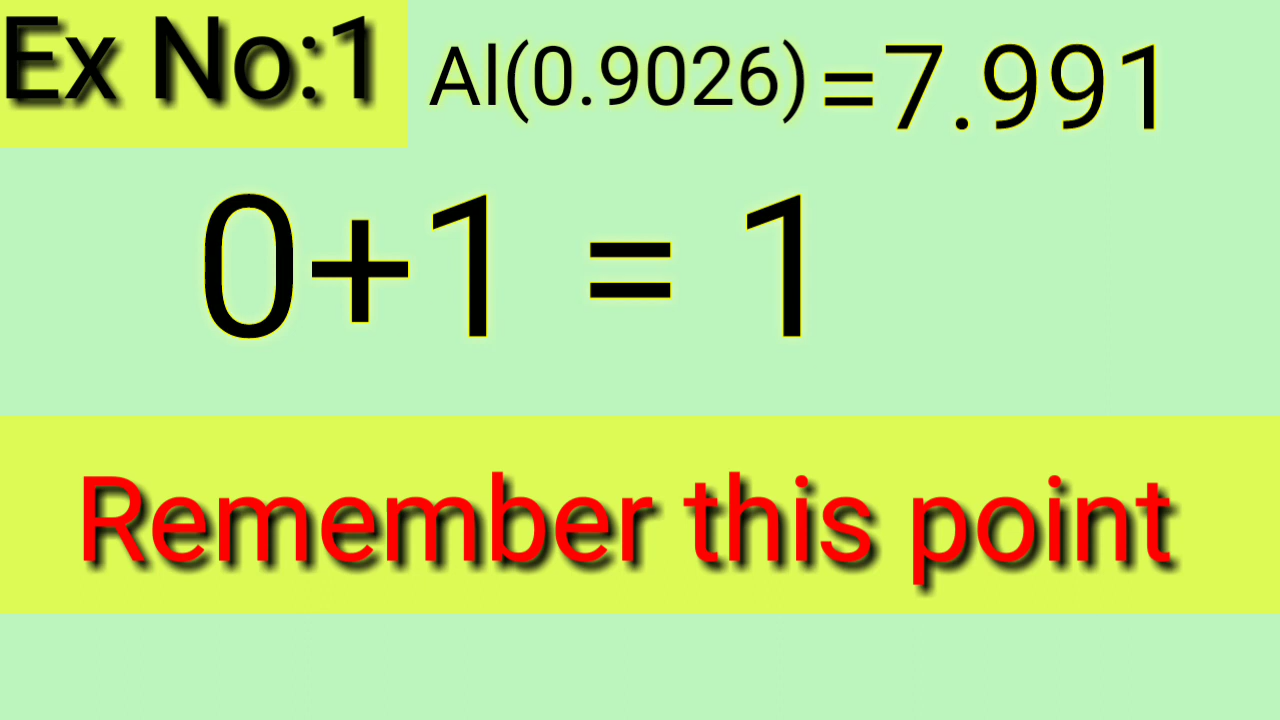 Ex No:1 Al(0.9026)=7.991
0+1 = 1
Remember this point